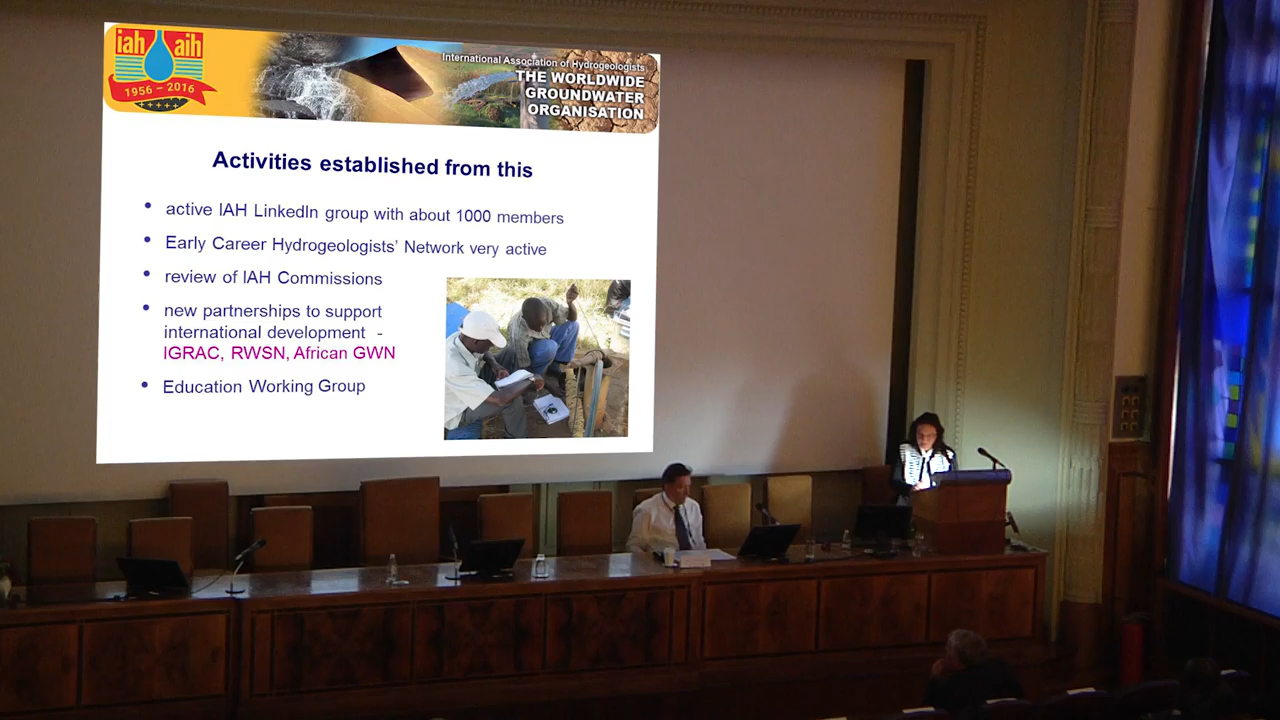 iah aih
1956 – 2016
International Association of Hydrogeologists
THE WORLDWIDE
GROUNDWATER
ORGANISATION
Activities established from this
• active IAH LinkedIn group with about 1000 members
• Early Career Hydrogeologists' Network very active
• review of IAH Commissions
• new partnerships to support
international development -
IGRAC, RWSN, African GWN
• Education Working Group